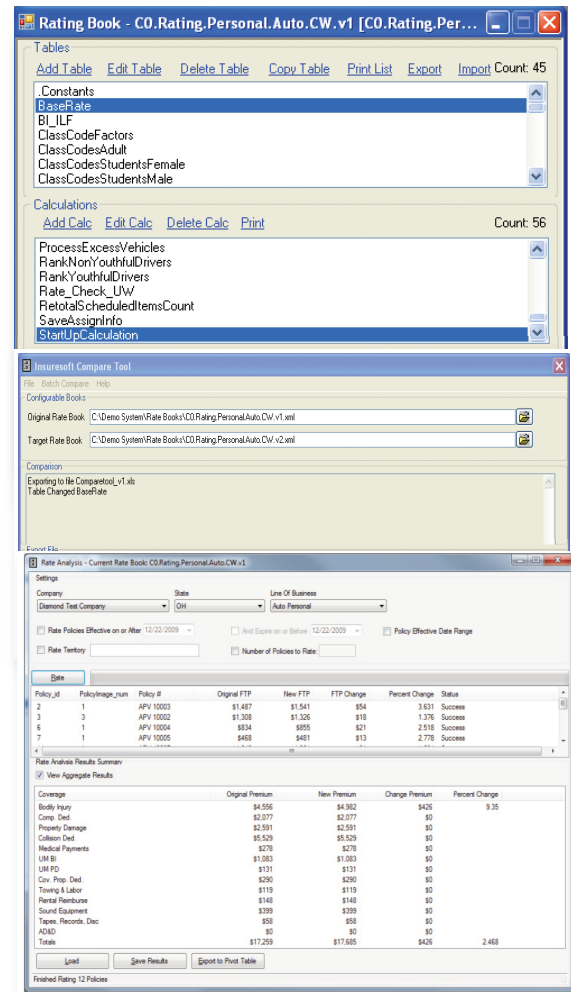 Rating Book - CO.Rating.Personal.Auto.CW.v1 [CO.Rating.Per...
Tables
Add Table Edit Table Delete Table Copy Table Print List Export Import Count: 45
.Constants
BaseRate
BI_ILF
ClassCodeFactors
ClassCodesAdult
ClassCodesStudentsFemale
ClassCodesStudentsMale
Calculations
Add Calc Edit Calc Delete Calc Print Count: 56
ProcessExcessVehicles
RankNonYouthfulDrivers
RankYouthfulDrivers
Rate_Check_UW
RetotalScheduledItemsCount
SaveAssignInfo
StartUpCalculation
Insuresoft Compare Tool
File Batch Compare Help
Configurable Books
Original Rate Book C:\Demo System\Rate Books\CO.Rating.Personal.Auto.CW.v1.xml
Target Rate Book C:\Demo System\Rate Books\CO.Rating.Personal.Auto.CW.v2.xml
Comparison
Exporting to file Comparetool_v1.xls
Table Changed BaseRate
Export File
Rate Analysis - Current Rate Book: CO.Rating.Personal.Auto.CW.v1
Settings
Company State Line Of Business
Diamond Test Company OH Auto Personal
Rate Policies Effective on or After 12/22/2009 And Expire on or Before 12/22/2009 Policy Effective Date Range
Rate Territory Number of Policies to Rate:
Rate
Policy_id PolicyImage_num Policy # Original FTP New FTP FTP Change Percent Change Status
2 1 APV 10003 $1,487 $1,541 $54 3.631 Success
3 3 APV 10002 $1,308 $1,326 $18 1.376 Success
6 1 APV 10004 $834 $855 $21 2.518 Success
7 1 APV 10005 $468 $481 $13 2.778 Success
Rate Analysis Results Summary
View Aggregate Results
Coverage Original Premium New Premium Change Premium Percent Change
Bodily Injury $4,556 $4,982 $426 9.35
Comp. Ded. $2,077 $2,077 $0
Property Damage $2,591 $2,591 $0
Collision Ded. $5,529 $5,529 $0
Medical Payments $278 $278 $0
UM BI $1,083 $1,083 $0
UM PD $131 $131 $0
Cov. Prop. Ded. $290 $290 $0
Towing & Labor $119 $119 $0
Rental Reimburse $148 $148 $0
Sound Equipment $399 $399 $0
Tapes, Records, Disc $58 $58 $0
AD&D $0 $0 $0
Totals $17,259 $17,685 $426 2.468
Load Save Results Export to Pivot Table
Finished Rating 12 Policies